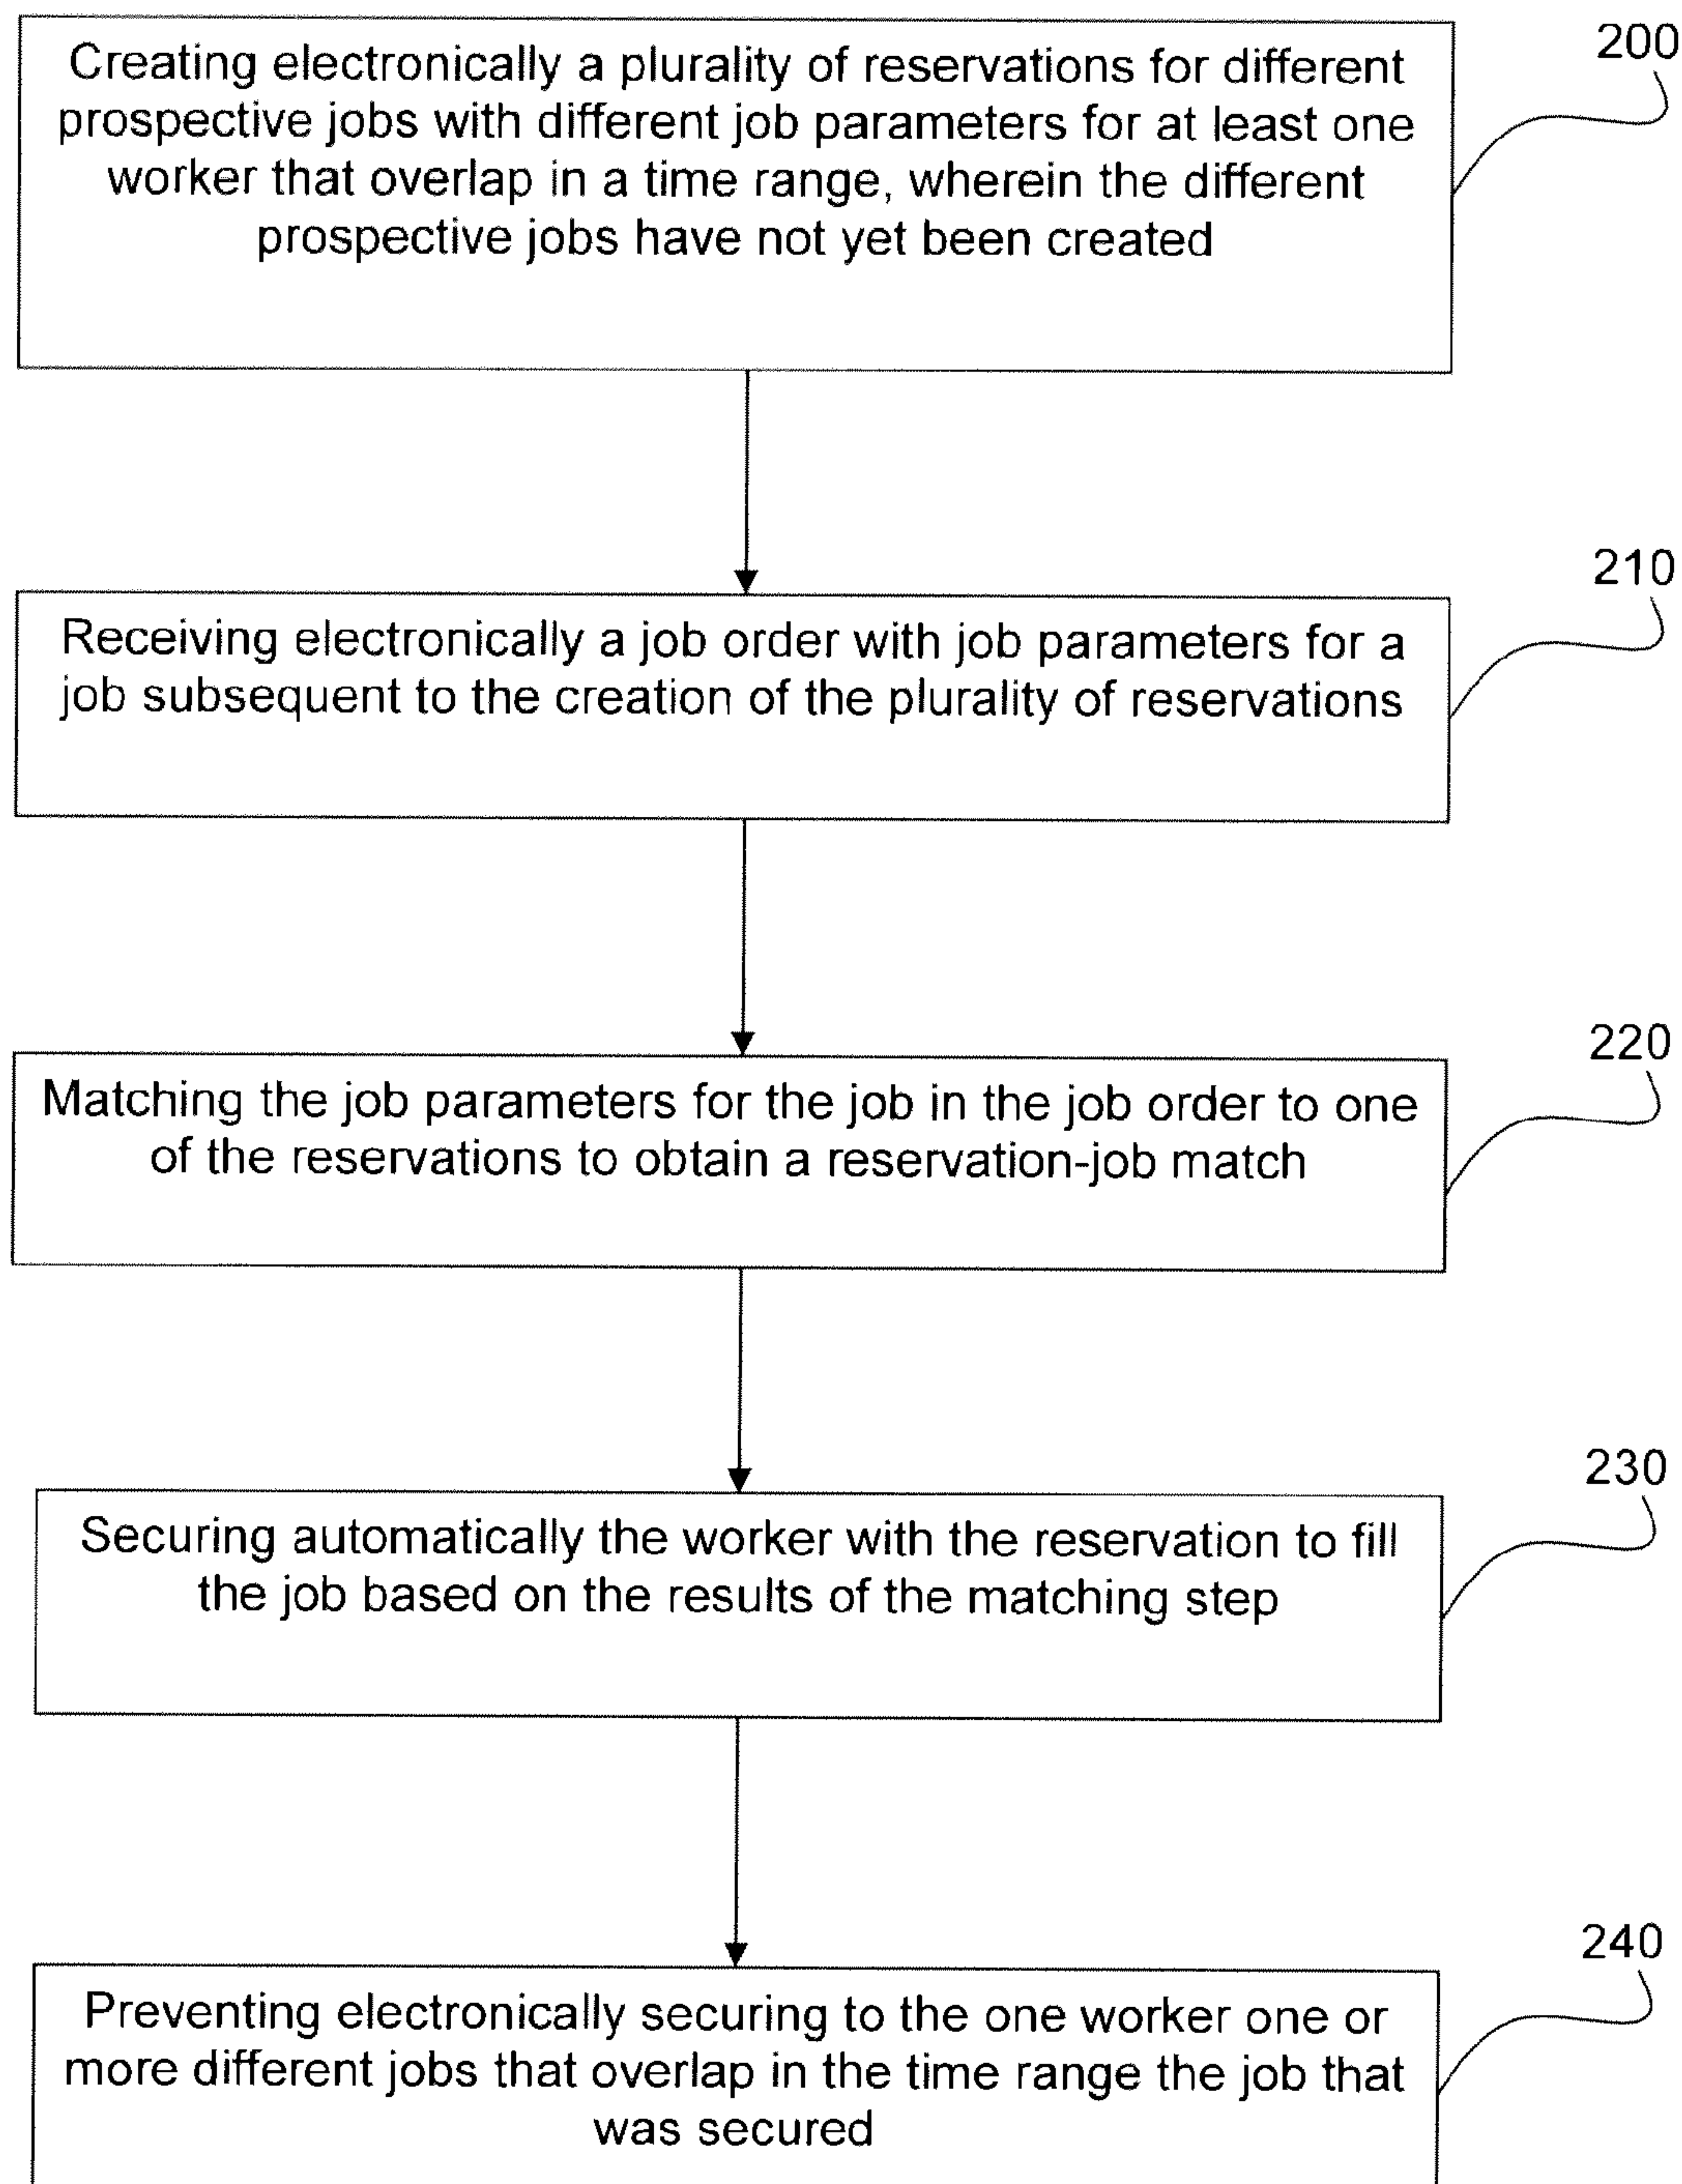 Creating electronically a plurality of reservations for different
200
prospective jobs with different job parameters for at least one
worker that overlap in a time range, wherein the different
prospective jobs have not yet been created
210
Receiving electronically a job order with job parameters for a
job subsequent to the creation of the plurality of reservations
220
Matching the job parameters for the job in the job order to one
of the reservations to obtain a reservation-job match
230
Securing automatically the worker with the reservation to fill
the job based on the results of the matching step
240
Preventing electronically securing to the one worker one or
more different jobs that overlap in the time range the job that
was secured